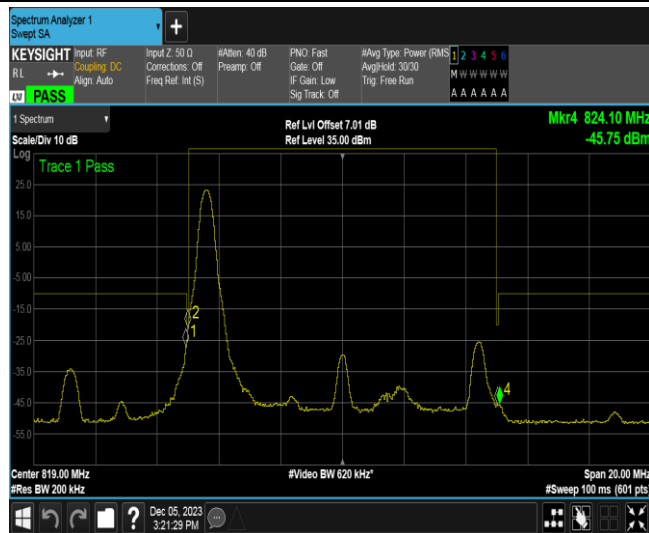 Spectrum Analyzer 1
Swept SA
+
KEYSIGHT Input: RF Input Z: 50 Ω #Atten: 40 dB PNO: Fast #Avg Type: Power (RMS 1 2 3 4 5 6
RL Coupling: DC Corrections: Off Preamp: Off Gate: Off Avg|Hold: 30/30 M W W W W W
Align: Auto Freq Ref: Int (S) IF Gain: Low Trig: Free Run
LXI PASS Sig Track: Off A A A A A A
1 Spectrum Ref Lvl Offset 7.01 dB Mkr4 824.10 MHz
Scale/Div 10 dB Ref Level 35.00 dBm -45.75 dBm
Log
Trace 1 Pass
25.0
15.0
5.00
-5.00
-15.0
2
1
-25.0
-35.0
4
-45.0
-55.0
Center 819.00 MHz #Video BW 620 kHz* Span 20.00 MHz
#Res BW 200 kHz #Sweep 100 ms (601 pts)
? Dec 05, 2023
3:21:29 PM